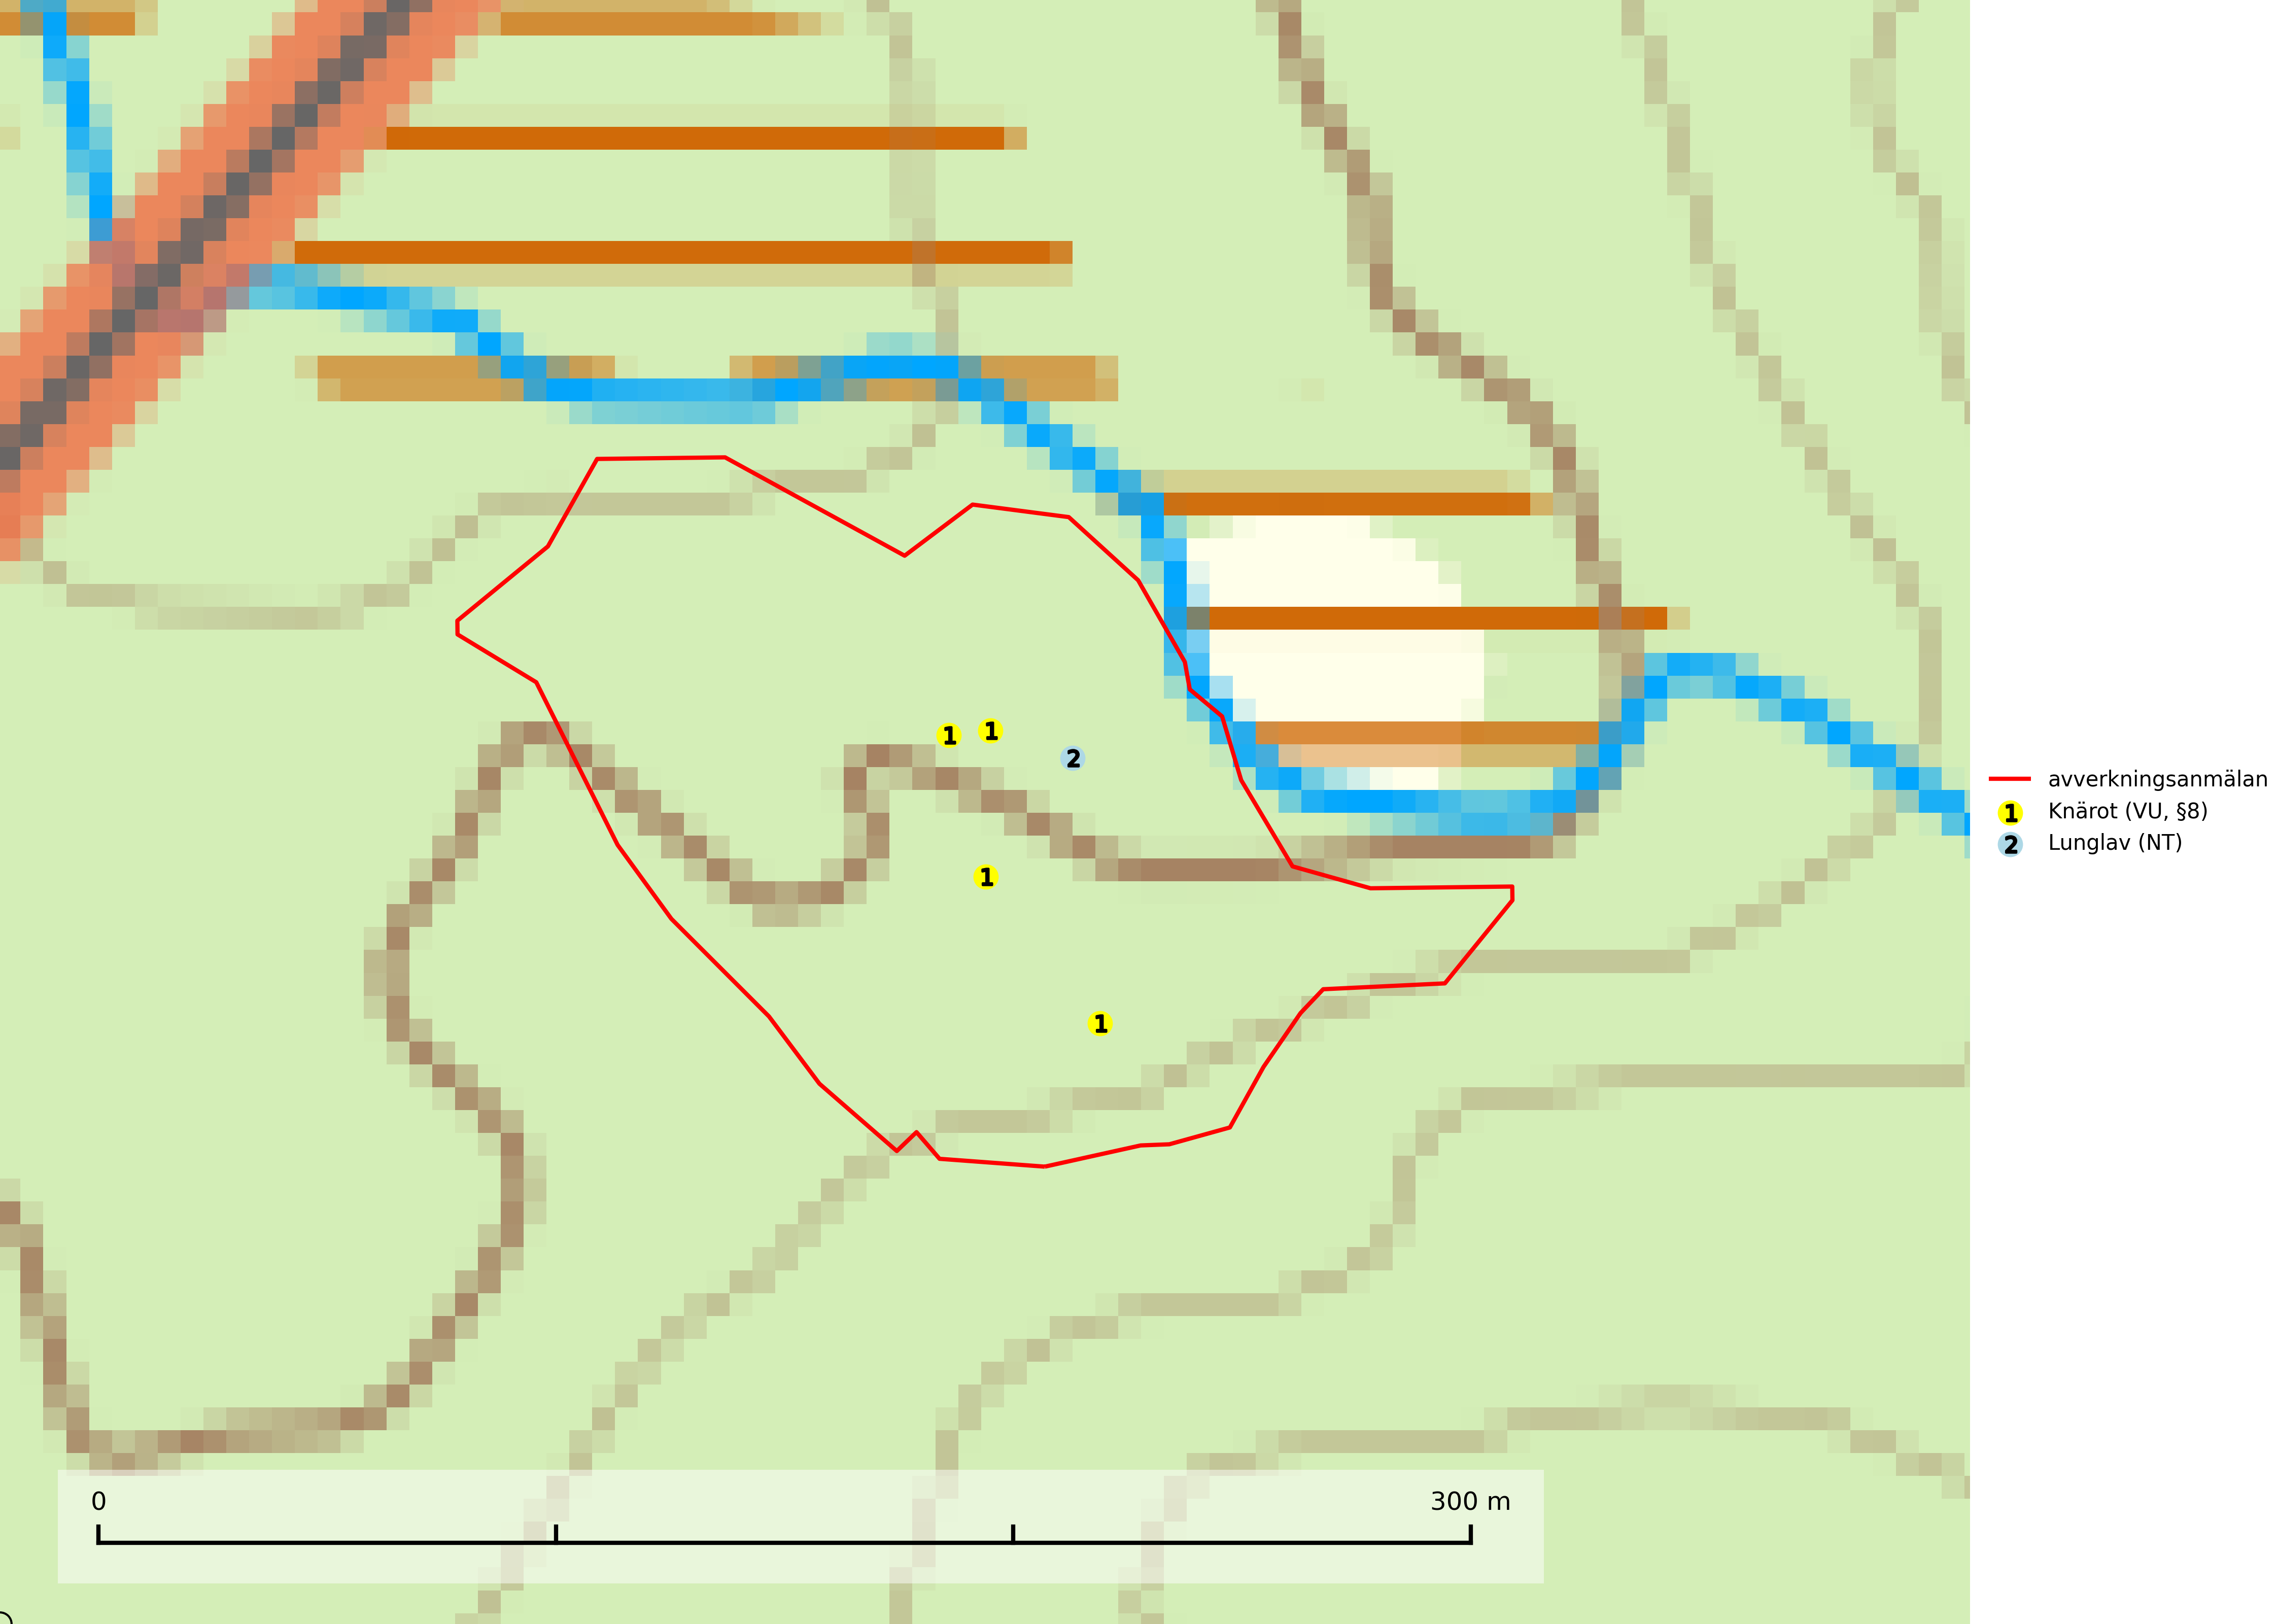 1
1
2
1
1
avverkningsanmälan
1 Knärot (VU, §8)
2 Lunglav (NT)
0
300 m